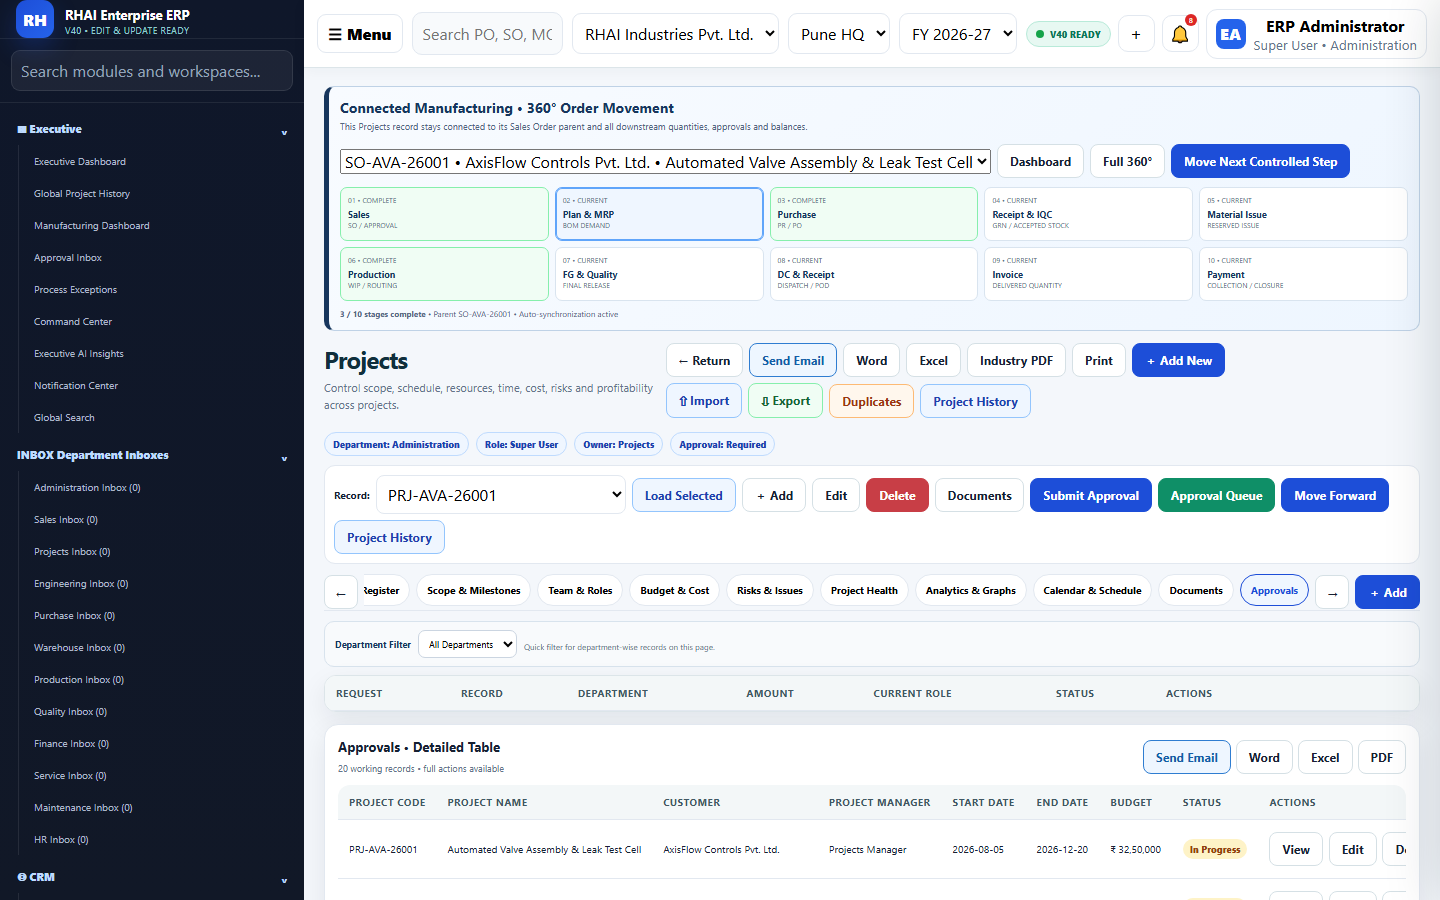 RH
RHAI Enterprise ERP
V40 • EDIT & UPDATE READY
Search modules and workspaces...
Executive
Executive Dashboard
Global Project History
Manufacturing Dashboard
Approval Inbox
Process Exceptions
Command Center
Executive AI Insights
Notification Center
Global Search
INBOX Department Inboxes
Administration Inbox (0)
Sales Inbox (0)
Projects Inbox (0)
Engineering Inbox (0)
Purchase Inbox (0)
Warehouse Inbox (0)
Production Inbox (0)
Quality Inbox (0)
Finance Inbox (0)
Service Inbox (0)
Maintenance Inbox (0)
HR Inbox (0)
CRM
☰ Menu
Search PO, SO, MC
RHAI Industries Pvt. Ltd.
Pune HQ
FY 2026-27
V40 READY
+
8
EA
ERP Administrator
Super User • Administration
Connected Manufacturing • 360° Order Movement
This Projects record stays connected to its Sales Order parent and all downstream quantities, approvals and balances.
SO-AVA-26001 • AxisFlow Controls Pvt. Ltd. • Automated Valve Assembly & Leak Test Cell
Dashboard
Full 360°
Move Next Controlled Step
01 • COMPLETE
Sales
SO / APPROVAL
02 • CURRENT
Plan & MRP
BOM DEMAND
03 • COMPLETE
Purchase
PR / PO
04 • CURRENT
Receipt & IQC
GRN / ACCEPTED STOCK
05 • CURRENT
Material Issue
RESERVED ISSUE
06 • COMPLETE
Production
WIP / ROUTING
07 • CURRENT
FG & Quality
FINAL RELEASE
08 • CURRENT
DC & Receipt
DISPATCH / POD
09 • CURRENT
Invoice
DELIVERED QUANTITY
10 • CURRENT
Payment
COLLECTION / CLOSURE
3 / 10 stages complete • Parent SO-AVA-26001 • Auto-synchronization active
Projects
Control scope, schedule, resources, time, cost, risks and profitability
across projects.
← Return
Send Email
Word
Excel
Industry PDF
Print
+ Add New
⇧ Import
⇩ Export
Duplicates
Project History
Department: Administration
Role: Super User
Owner: Projects
Approval: Required
Record:
PRJ-AVA-26001
Load Selected
+ Add
Edit
Delete
Documents
Submit Approval
Approval Queue
Move Forward
Project History
←
Register
Scope & Milestones
Team & Roles
Budget & Cost
Risks & Issues
Project Health
Analytics & Graphs
Calendar & Schedule
Documents
Approvals
→
+ Add
Department Filter
All Departments
Quick filter for department-wise records on this page.
REQUEST
RECORD
DEPARTMENT
AMOUNT
CURRENT ROLE
STATUS
ACTIONS
Approvals • Detailed Table
20 working records • full actions available
Send Email
Word
Excel
PDF
PROJECT CODE
PROJECT NAME
CUSTOMER
PROJECT MANAGER
START DATE
END DATE
BUDGET
STATUS
ACTIONS
PRJ-AVA-26001
Automated Valve Assembly & Leak Test Cell
AxisFlow Controls Pvt. Ltd.
Projects Manager
2026-08-05
2026-12-20
₹ 32,50,000
In Progress
View
Edit